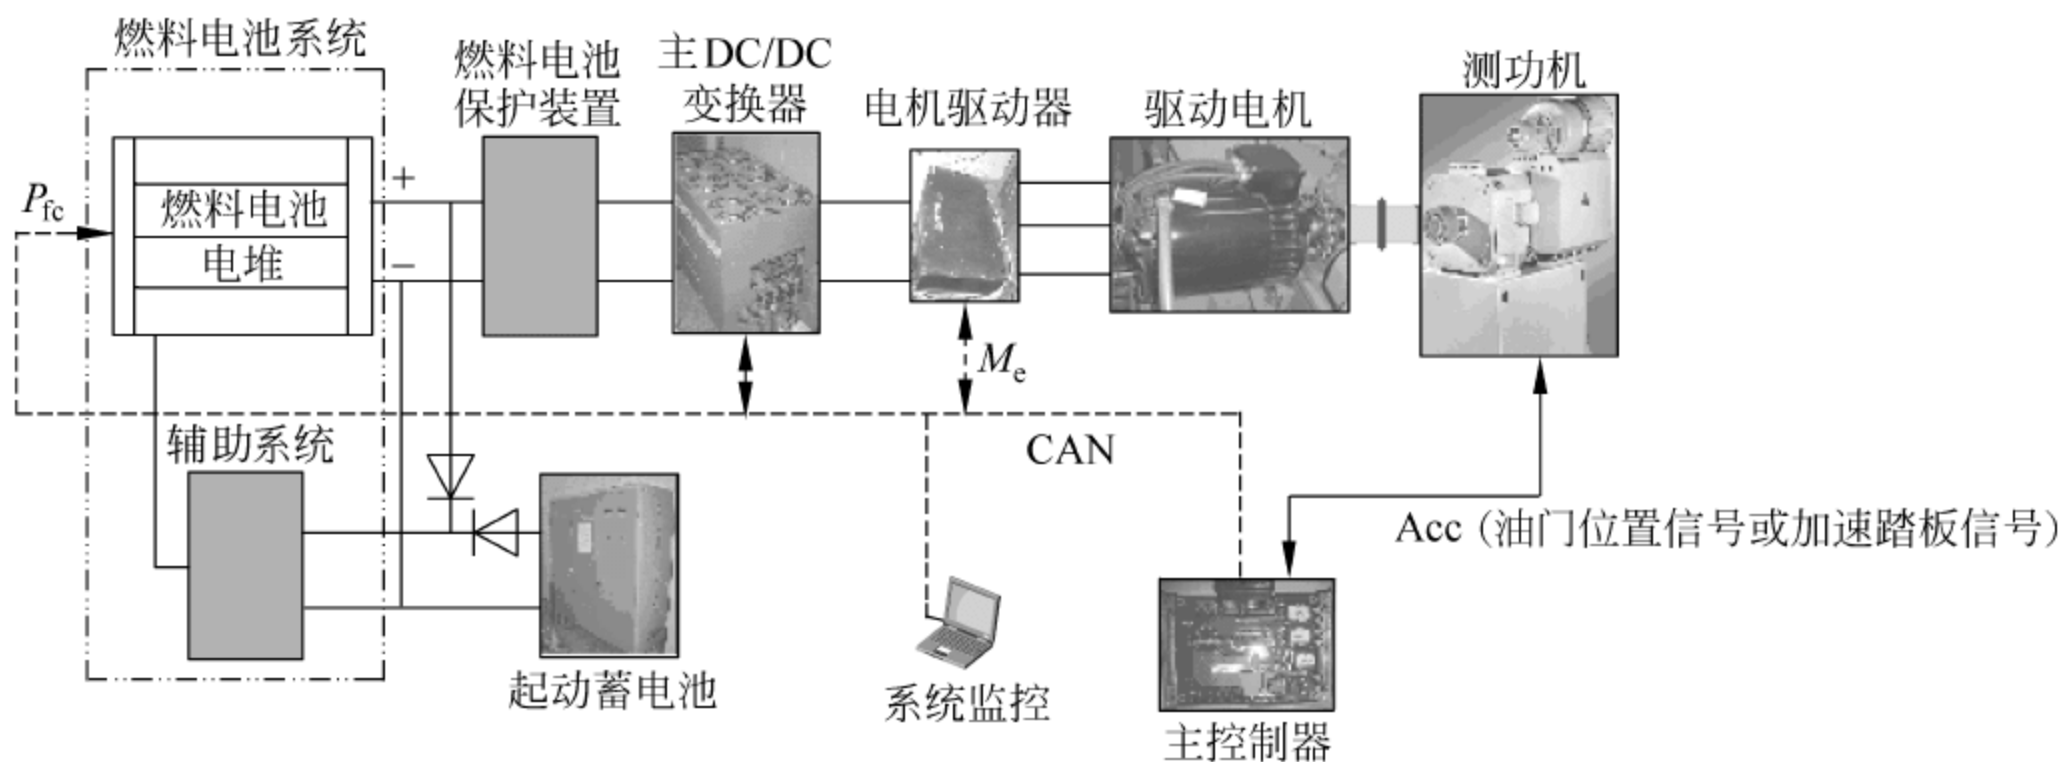 燃料电池系统
燃料电池
保护装置
主DC/DC
变换器
电机驱动器
驱动电机
测功机
Pfc
+
燃料电池
电堆
−
Me
CAN
辅助系统
Acc（油门位置信号或加速踏板信号）
起动蓄电池
系统监控
主控制器